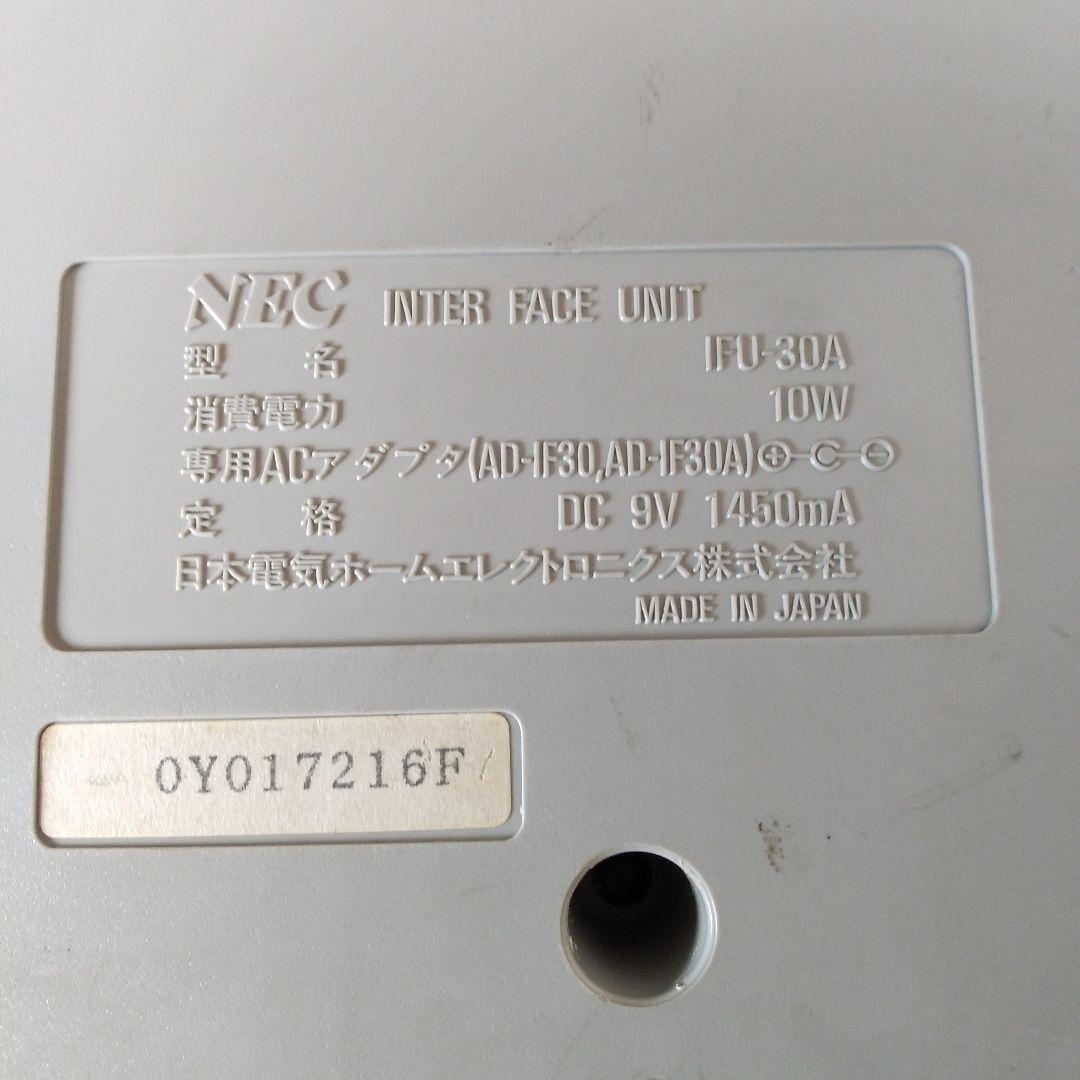 NEC INTER FACE UNIT
型名 IFU-30A
消費電力 10W
専用ACアダプタ(AD-IF30,AD-IF30A)
定格 DC 9V 1450mA
日本電気ホームエレクトロニクス株式会社
MADE IN JAPAN
0Y017216F